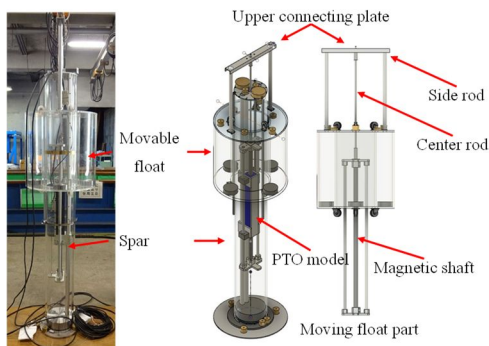 Upper connecting plate
Side rod
Center rod
Movable
float
Spar
PTO model
Magnetic shaft
Moving float part